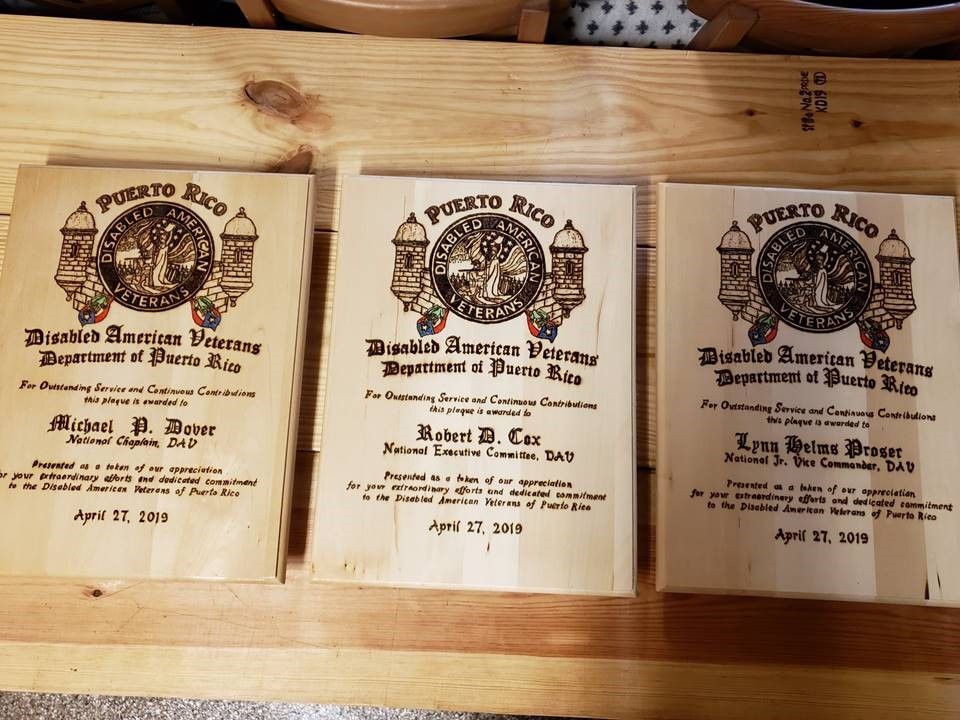 SPB No.2 PRIME
KD19
PUERTO RICO
DISABLED AMERICAN
VETERANS
Disabled American Veterans
Department of Puerto Rico
For Outstanding Service and Continuous Contributions
this plaque is awarded to
Michael P. Dover
National Chaplain, DAV
Presented as a token of our appreciation
for your extraordinary efforts and dedicated commitment
to the Disabled American Veterans of Puerto Rico
April 27, 2019
PUERTO RICO
DISABLED AMERICAN
VETERANS
Disabled American Veterans
Department of Puerto Rico
For Outstanding Service and Continuous Contributions
this plaque is awarded to
Robert D. Cox
National Executive Committee, DAV
Presented as a token of our appreciation
for your extraordinary efforts and dedicated commitment
to the Disabled American Veterans of Puerto Rico
April 27, 2019
PUERTO RICO
DISABLED AMERICAN
VETERANS
Disabled American Veterans
Department of Puerto Rico
For Outstanding Service and Continuous Contributions
this plaque is awarded to
Lynn Helms Proser
National Jr. Vice Commander, DAV
Presented as a token of our appreciation
for your extraordinary efforts and dedicated commitment
to the Disabled American Veterans of Puerto Rico
April 27, 2019